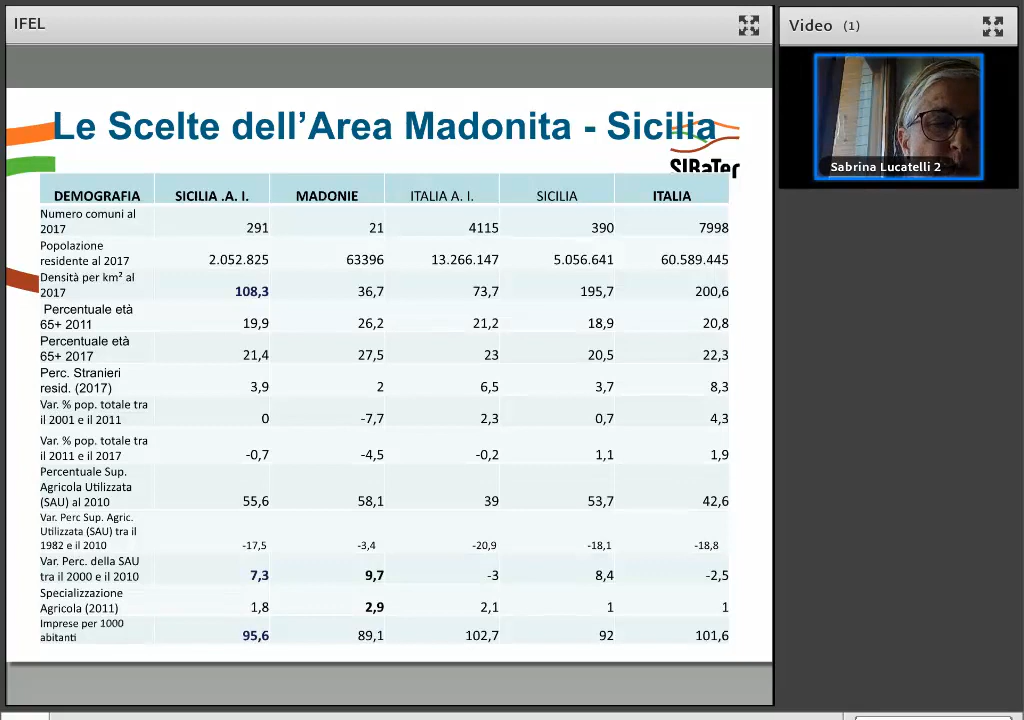 IFEL
Video (1)
Sabrina Lucatelli 2
Le Scelte dell’Area Madonita - Sicilia
SIBaTer
DEMOGRAFIA SICILIA .A. I. MADONIE ITALIA A. I. SICILIA ITALIA
Numero comuni al
2017 291 21 4115 390 7998
Popolazione
residente al 2017 2.052.825 63396 13.266.147 5.056.641 60.589.445
Densità per km² al
2017 108,3 36,7 73,7 195,7 200,6
Percentuale età
65+ 2011 19,9 26,2 21,2 18,9 20,8
Percentuale età
65+ 2017 21,4 27,5 23 20,5 22,3
Perc. Stranieri
resid. (2017) 3,9 2 6,5 3,7 8,3
Var. % pop. totale tra
il 2001 e il 2011 0 -7,7 2,3 0,7 4,3
Var. % pop. totale tra
il 2011 e il 2017 -0,7 -4,5 -0,2 1,1 1,9
Percentuale Sup.
Agricola Utilizzata
(SAU) al 2010 55,6 58,1 39 53,7 42,6
Var. Perc Sup. Agric.
Utilizzata (SAU) tra il
1982 e il 2010 -17,5 -3,4 -20,9 -18,1 -18,8
Var. Perc. della SAU
tra il 2000 e il 2010 7,3 9,7 -3 8,4 -2,5
Specializzazione
Agricola (2011) 1,8 2,9 2,1 1 1
Imprese per 1000
abitanti 95,6 89,1 102,7 92 101,6